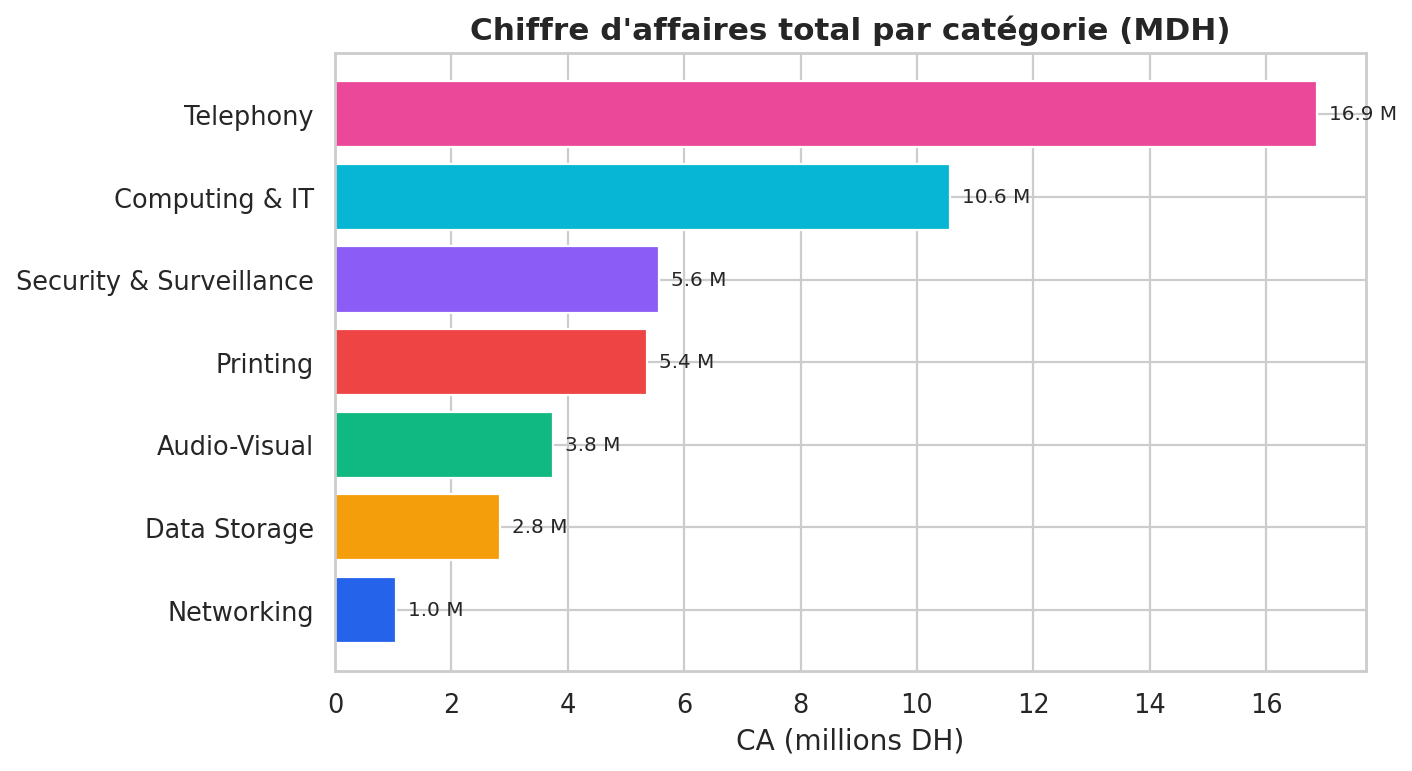 Chiffre d'affaires total par catégorie (MDH)
Telephony
16.9 M
Computing & IT
10.6 M
Security & Surveillance
5.6 M
Printing
5.4 M
Audio-Visual
3.8 M
Data Storage
2.8 M
Networking
1.0 M
0 2 4 6 8 10 12 14 16
CA (millions DH)